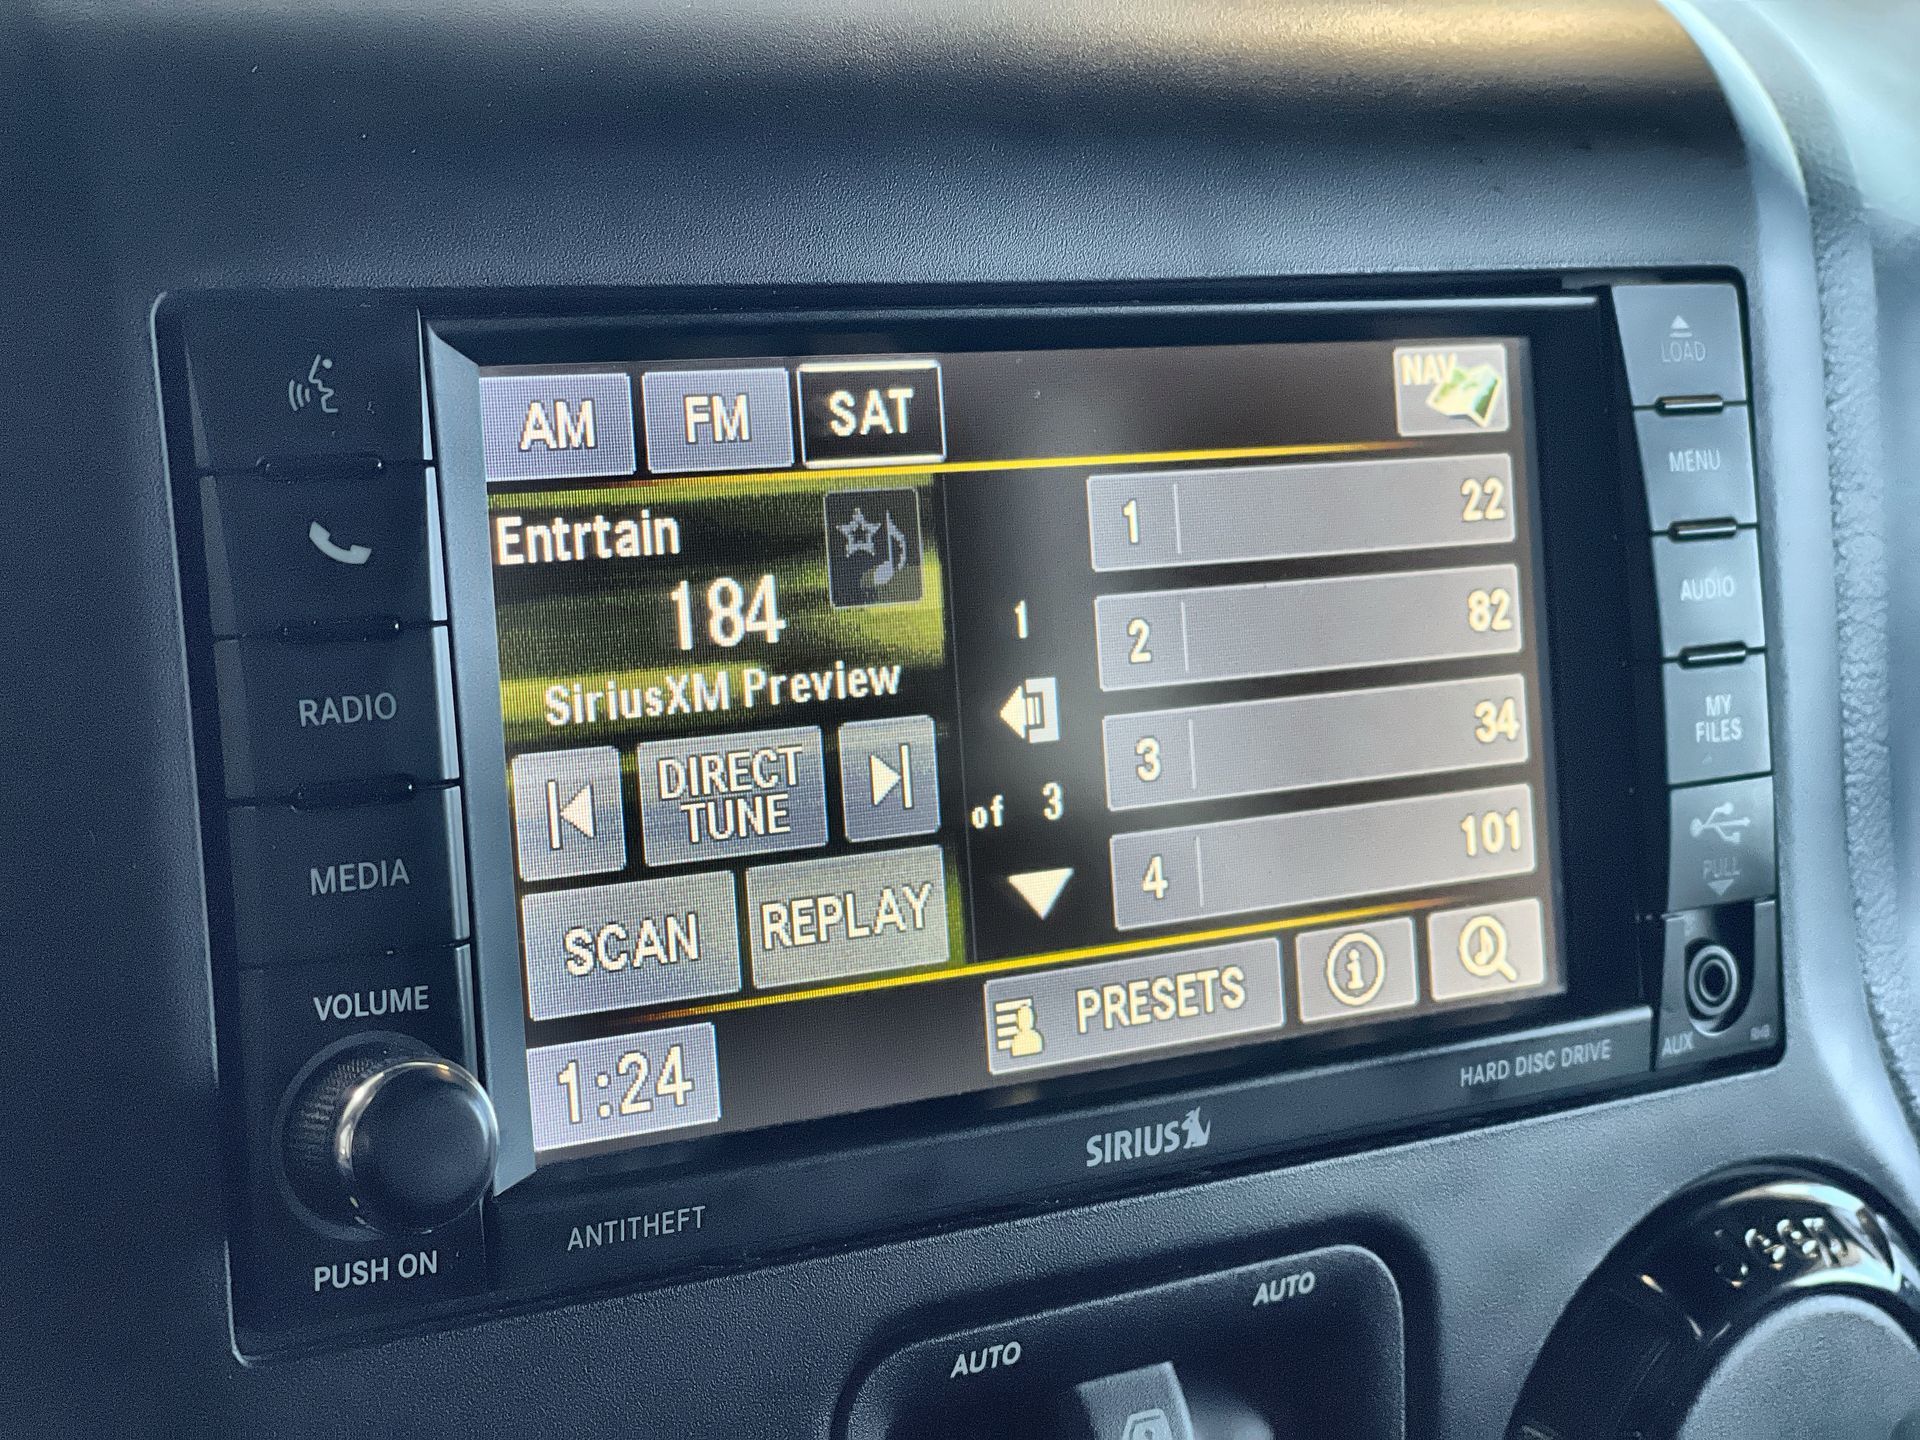 AM
FM
SAT
NAV
Entrtain
184
SiriusXM Preview
DIRECT
TUNE
SCAN
REPLAY
1:24
1
of 3
1 22
2 82
3 34
4 101
PRESETS
i
RADIO
MEDIA
VOLUME
PUSH ON
ANTITHEFT
SIRIUS
HARD DISC DRIVE
LOAD
MENU
AUDIO
MY
FILES
PULL
AUX
AUTO
AUTO
Jeep